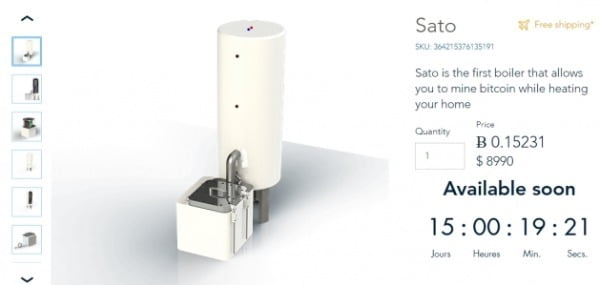 Sato
Free shipping*
SKU: 364215376135191
Sato is the first boiler that allows
you to mine bitcoin while heating
your home
Quantity
Price
1
Ƀ 0.15231
$ 8990
Available soon
15 : 00 : 19 : 21
Jours Heures Min. Secs.